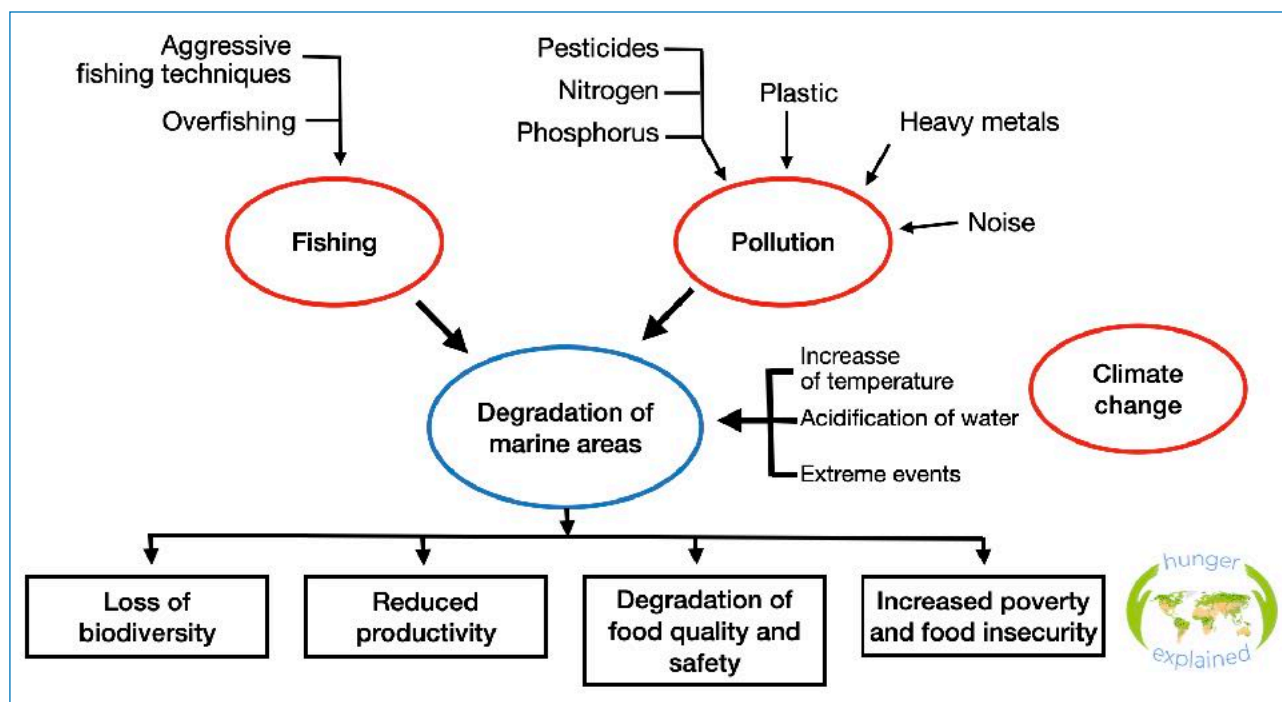 Aggressive
fishing techniques
Overfishing
Pesticides
Nitrogen
Phosphorus
Plastic
Heavy metals
Noise
Fishing
Pollution
Increasse
of temperature
Acidification of water
Extreme events
Climate
change
Degradation of
marine areas
Loss of
biodiversity
Reduced
productivity
Degradation of
food quality and
safety
Increased poverty
and food insecurity
hunger
explained